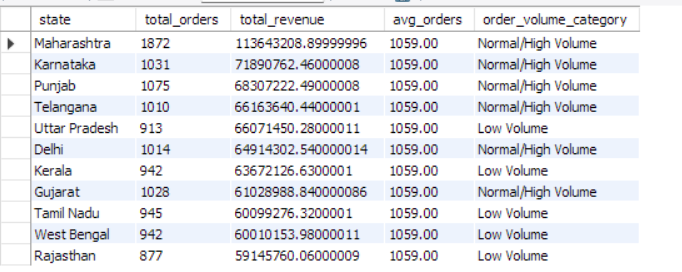 state total_orders total_revenue avg_orders order_volume_category
Maharashtra 1872 113643208.89999996 1059.00 Normal/High Volume
Karnataka 1031 71890762.46000008 1059.00 Normal/High Volume
Punjab 1075 68307222.49000008 1059.00 Normal/High Volume
Telangana 1010 66163640.44000001 1059.00 Normal/High Volume
Uttar Pradesh 913 66071450.28000011 1059.00 Low Volume
Delhi 1014 64914302.540000014 1059.00 Normal/High Volume
Kerala 942 63672126.6300001 1059.00 Low Volume
Gujarat 1028 61028988.840000086 1059.00 Normal/High Volume
Tamil Nadu 945 60099276.3200001 1059.00 Low Volume
West Bengal 942 60010153.98000011 1059.00 Low Volume
Rajasthan 877 59145760.06000009 1059.00 Low Volume